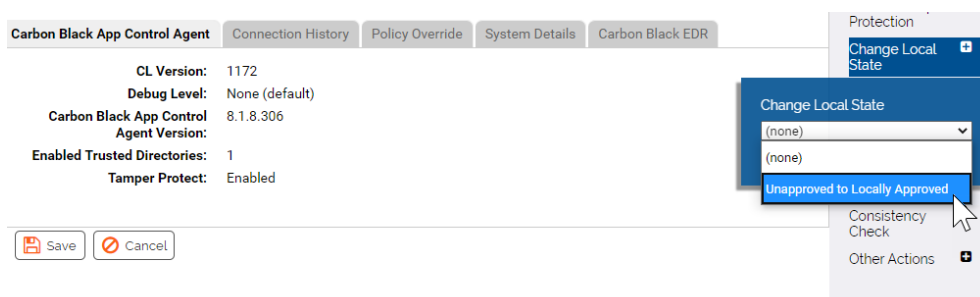 Protection
Carbon Black App Control Agent
Connection History
Policy Override
System Details
Carbon Black EDR
Change Local
State
CL Version: 1172
Debug Level: None (default)
Carbon Black App Control 8.1.8.306
Agent Version:
Enabled Trusted Directories: 1
Tamper Protect: Enabled
Change Local State
(none)
(none)
Unapproved to Locally Approved
Consistency
Check
Other Actions
Save
Cancel